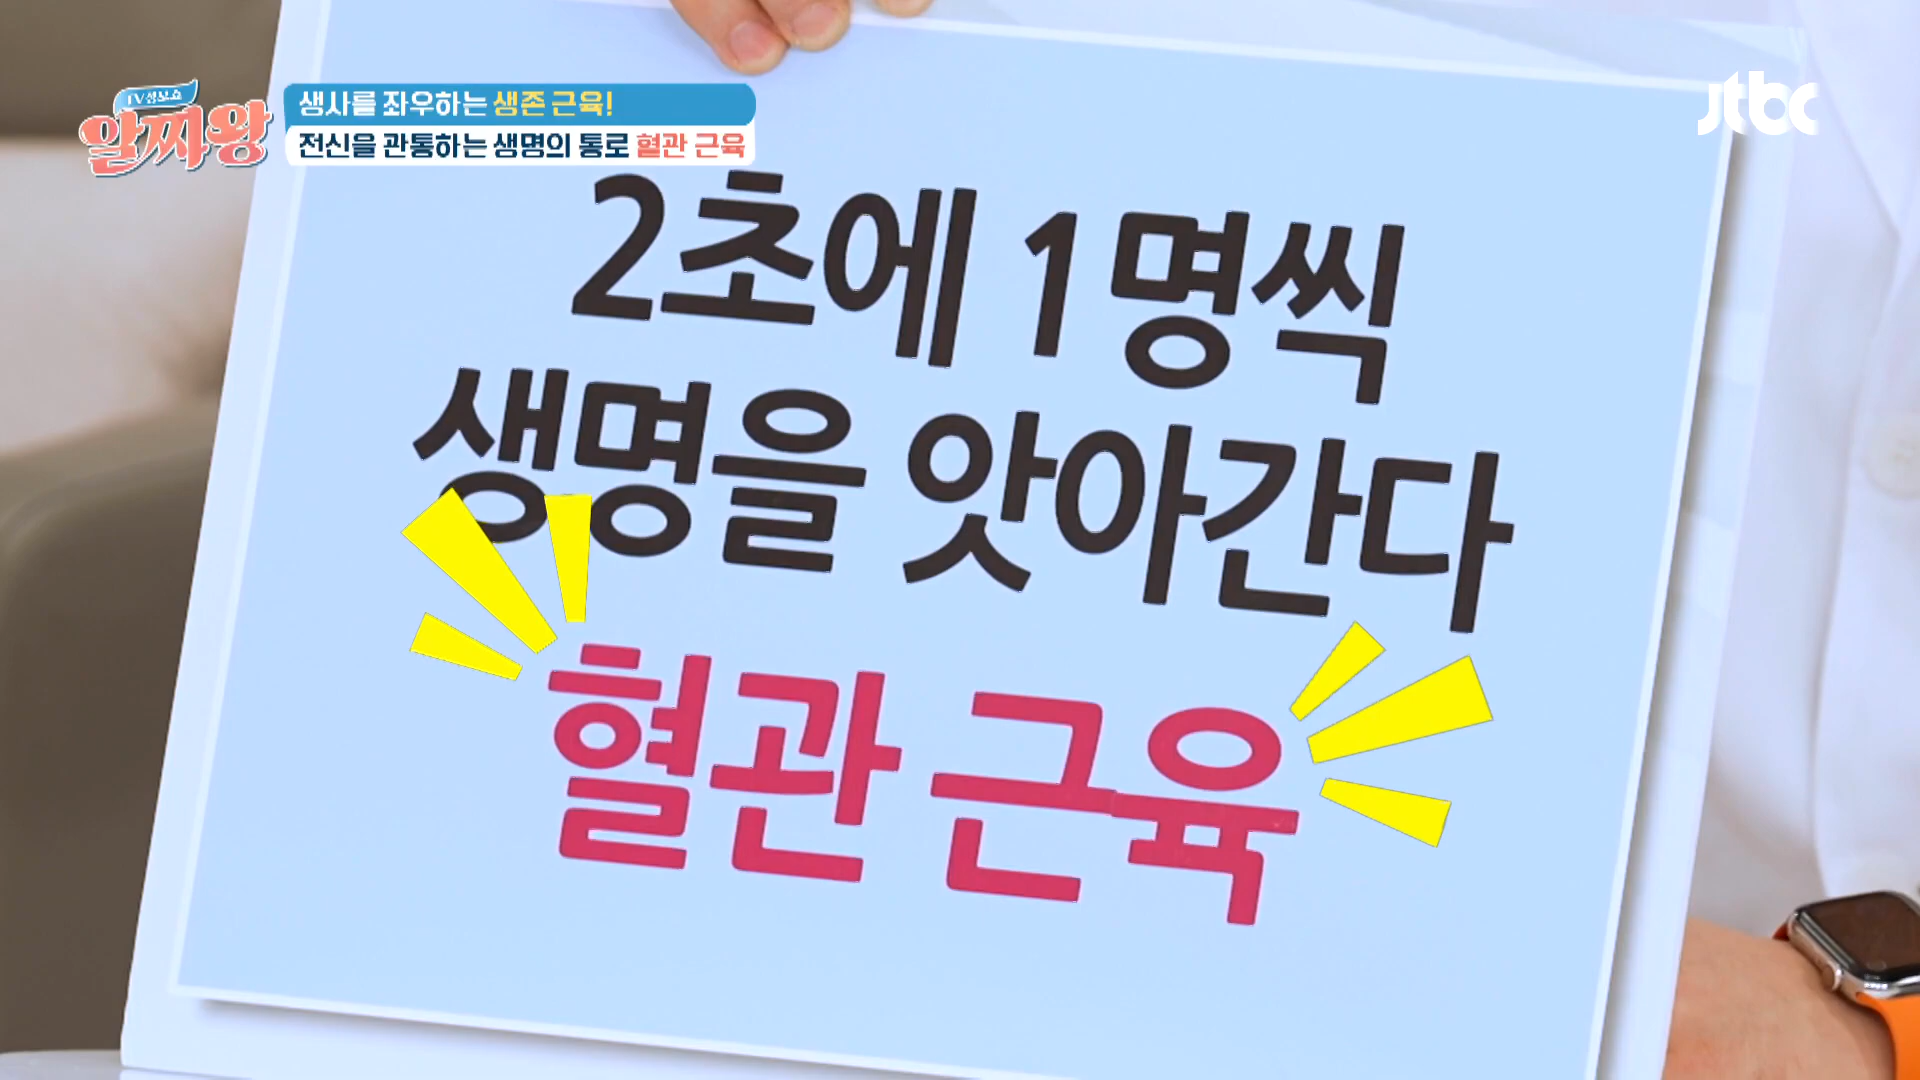 TV정보쇼
알짜왕
생사를 좌우하는 생존 근육!
전신을 관통하는 생명의 통로 혈관 근육
jtbc
2초에 1명씩
생명을 앗아간다
혈관 근육